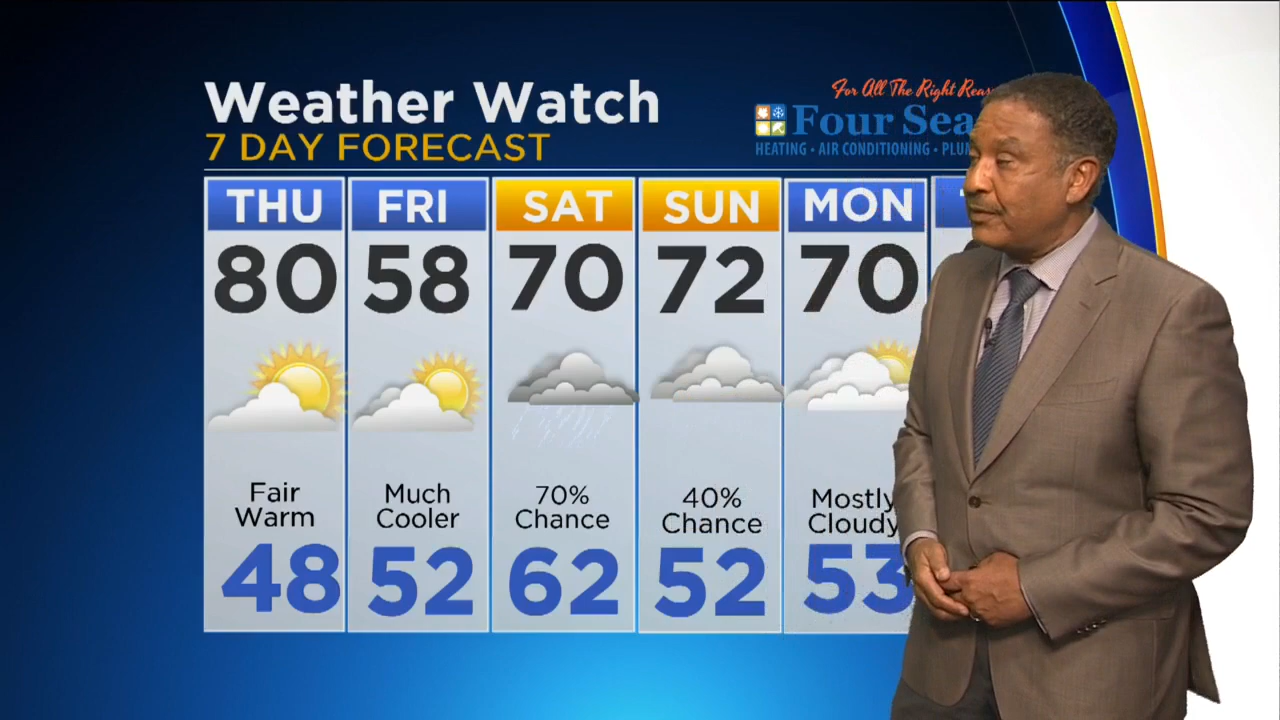 Weather Watch
7 DAY FORECAST
For All The Right
Four
HEATING • AIR CONDITIONING •
THU FRI SAT SUN MON
80 58 70 72 70
Fair Much 70% 40% Mostly
Warm Cooler Chance Chance Cloudy
48 52 62 52 53